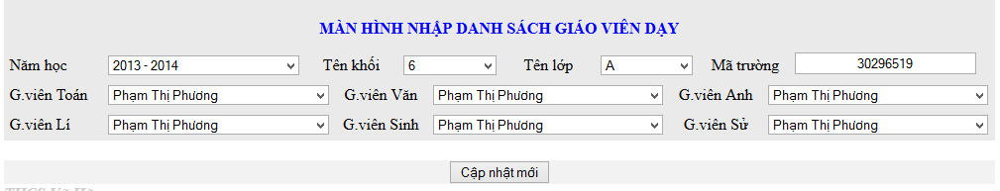 MÀN HÌNH NHẬP DANH SÁCH GIÁO VIÊN DẠY
Năm học 2013 - 2014 Tên khối 6 Tên lớp A Mã trường 30296519
G.viên Toán Phạm Thị Phương G.viên Văn Phạm Thị Phương G.viên Anh Phạm Thị Phương
G.viên Lí Phạm Thị Phương G.viên Sinh Phạm Thị Phương G.viên Sử Phạm Thị Phương
Cập nhật mới
THCS